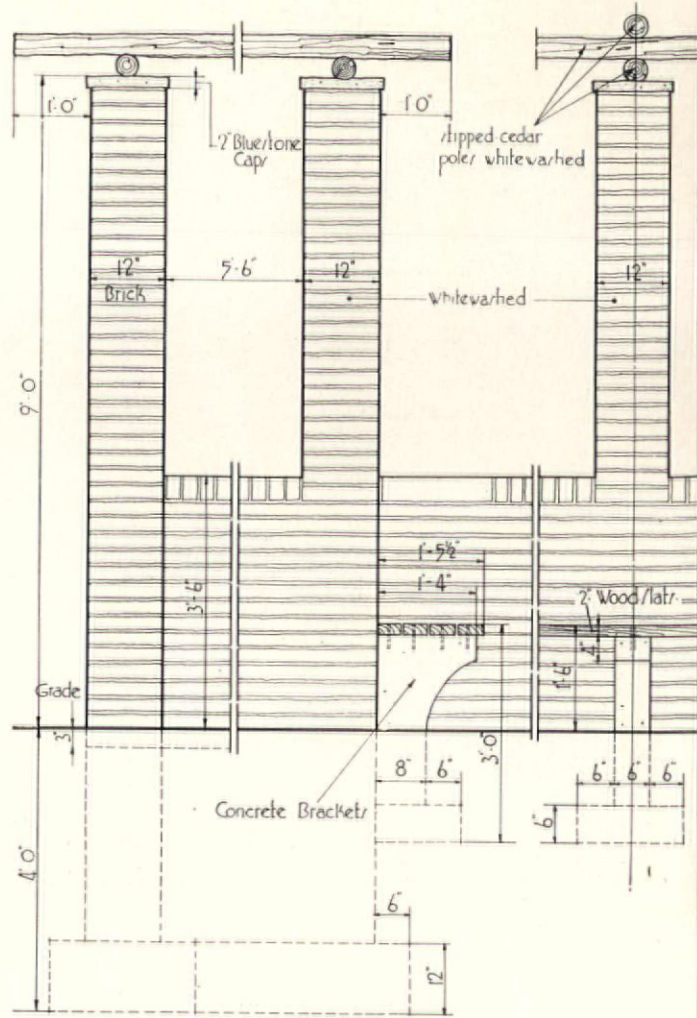 1'-0"
2" Bluestone
Caps
1'-0"
stripped cedar
poles whitewashed
12"
Brick
5'-6"
12"
Whitewashed
12"
9'-0"
1'-5½"
1'-4"
3'-6"
2" Wood slats
4"
1'-6"
Grade
3"
3'-0"
8"
6"
6"
6"
6"
Concrete Brackets
6"
4'-0"
6"
12"